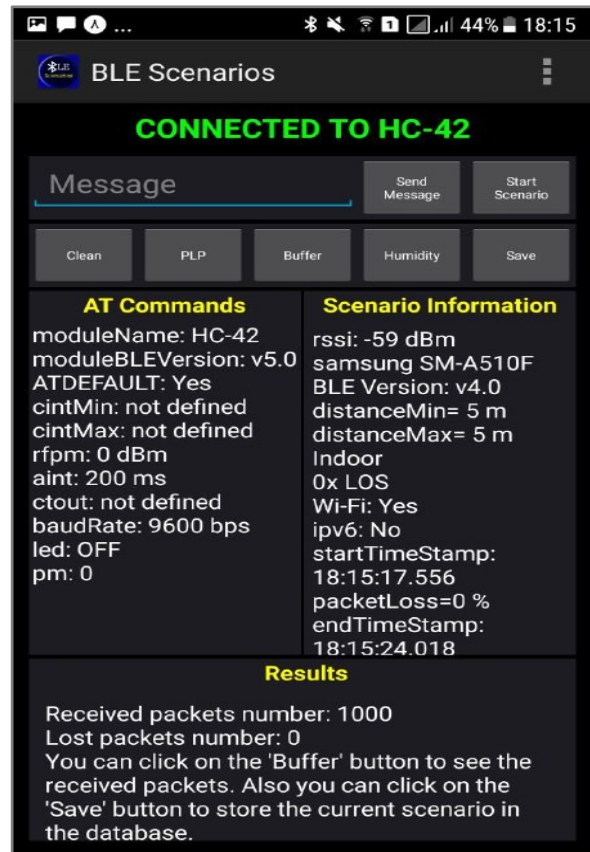 ... 1 44% 18:15
BLE
BLE Scenarios
CONNECTED TO HC-42
Message
Send
Message
Start
Scenario
Clean
PLP
Buffer
Humidity
Save
AT Commands
moduleName: HC-42
moduleBLEVersion: v5.0
ATDEFAULT: Yes
cintMin: not defined
cintMax: not defined
rfpm: 0 dBm
aint: 200 ms
ctout: not defined
baudRate: 9600 bps
led: OFF
pm: 0
Scenario Information
rssi: -59 dBm
samsung SM-A510F
BLE Version: v4.0
distanceMin= 5 m
distanceMax= 5 m
Indoor
0x LOS
Wi-Fi: Yes
ipv6: No
startTimeStamp:
18:15:17.556
packetLoss=0 %
endTimeStamp:
18:15:24.018
Results
Received packets number: 1000
Lost packets number: 0
You can click on the 'Buffer' button to see the
received packets. Also you can click on the
'Save' button to store the current scenario in
the database.